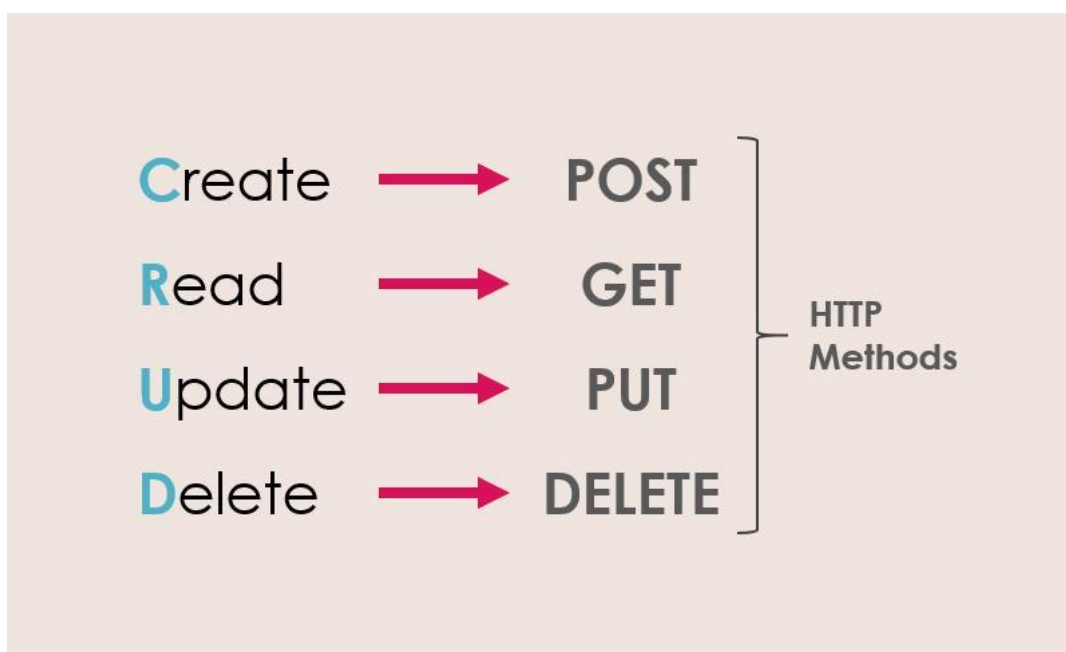 Create POST
Read GET
HTTP
Methods
Update PUT
Delete DELETE